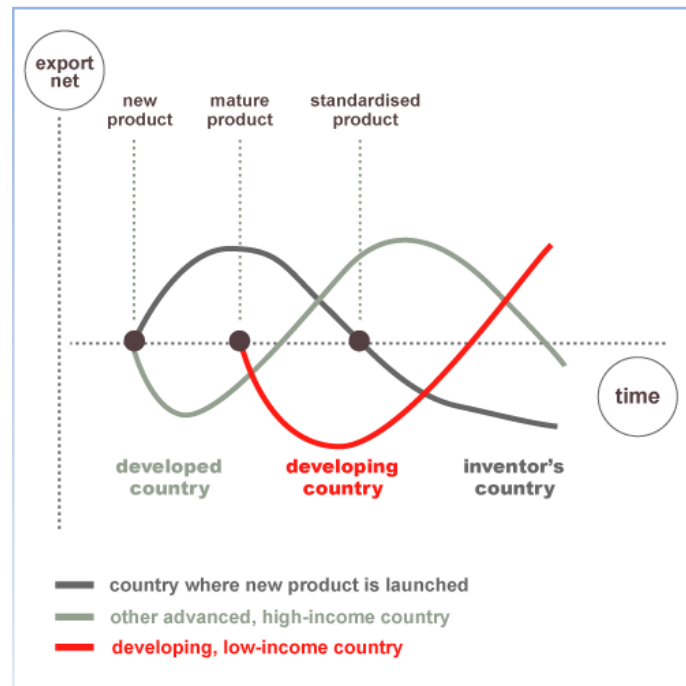 export
net
new
product
mature
product
standardised
product
time
developed
country
developing
country
inventor's
country
country where new product is launched
other advanced, high-income country
developing, low-income country